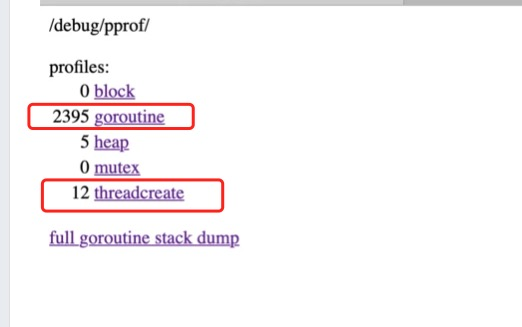 /debug/pprof/
profiles:
0 block
2395 goroutine
5 heap
0 mutex
12 threadcreate
full goroutine stack dump